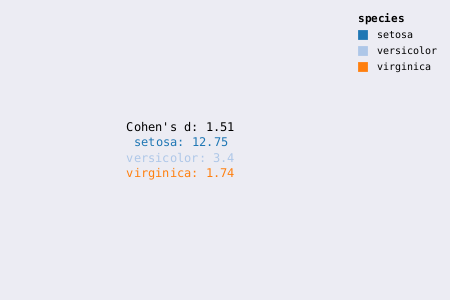 species
setosa
versicolor
virginica
Cohen's d: 1.51
setosa: 12.75
versicolor: 3.4
virginica: 1.74